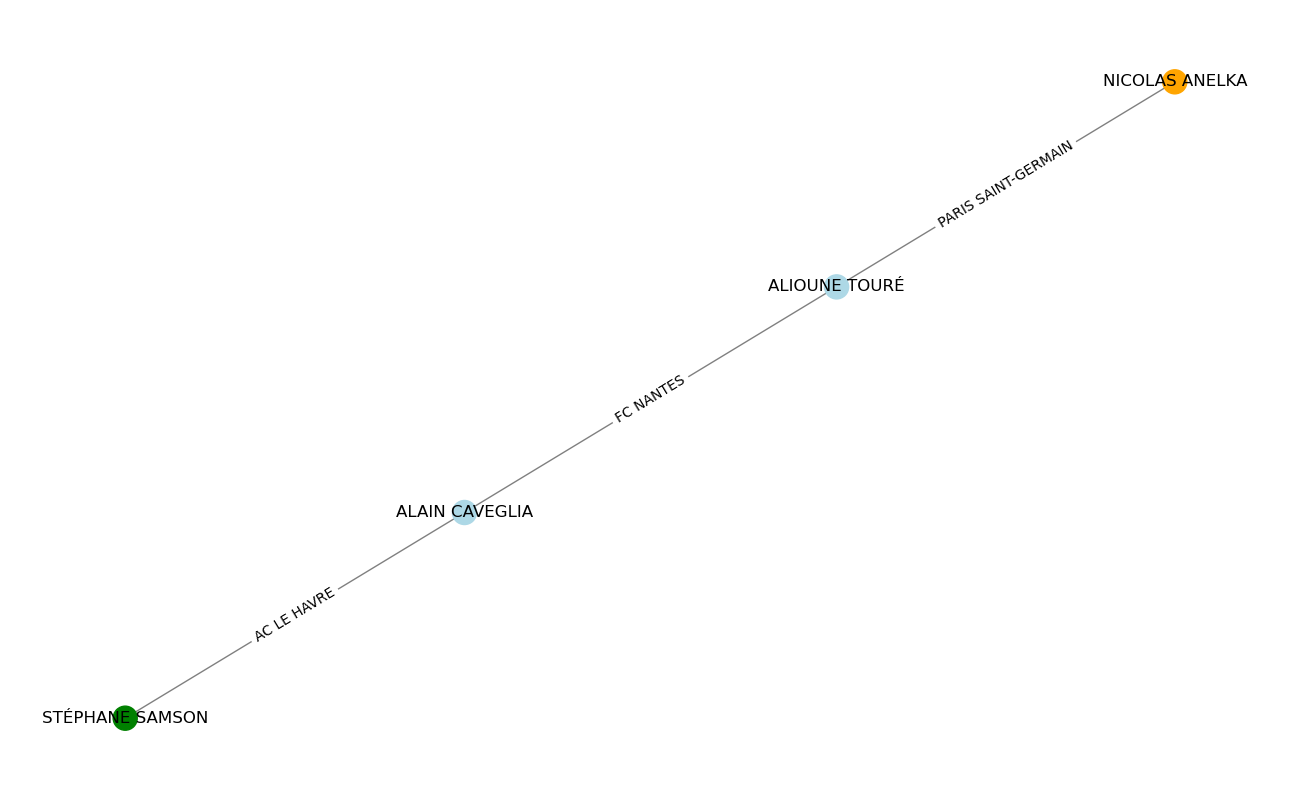 NICOLAS ANELKA
PARIS SAINT-GERMAIN
ALIOUNE TOURÉ
FC NANTES
ALAIN CAVEGLIA
AC LE HAVRE
STÉPHANE SAMSON